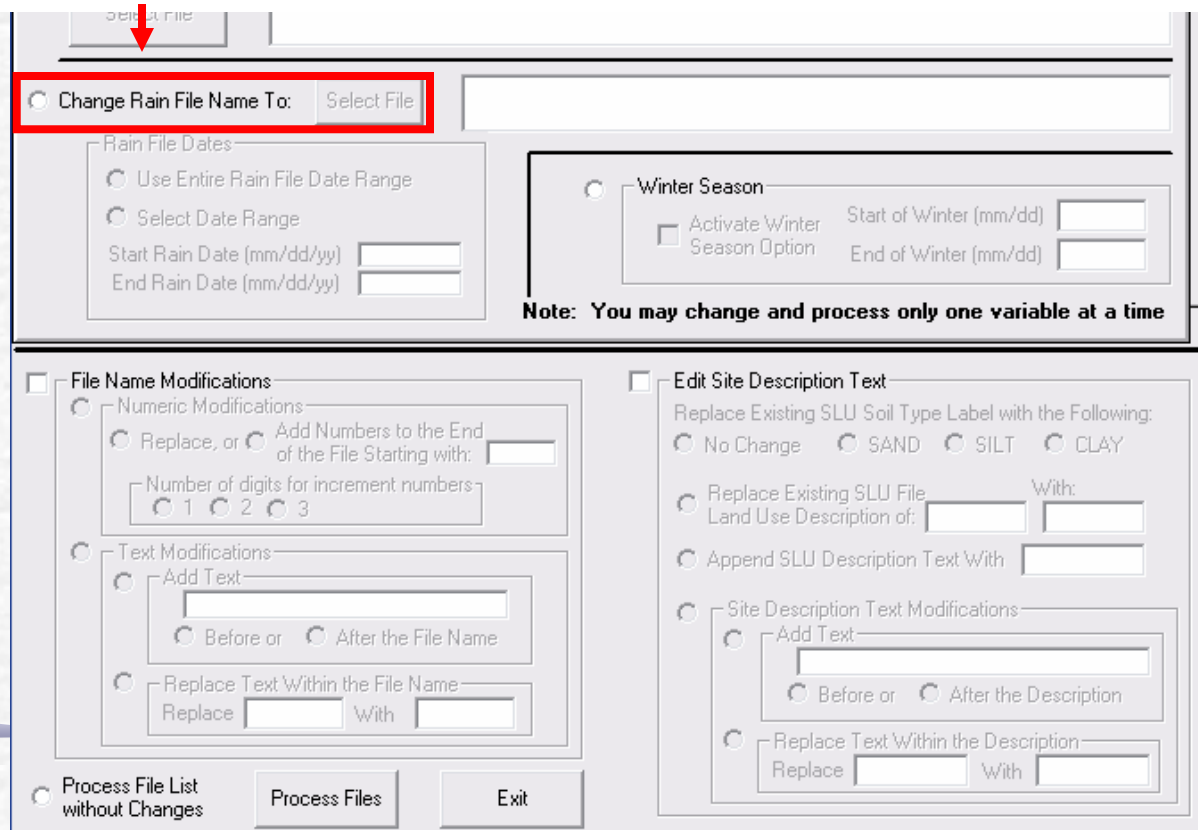 Select File
Change Rain File Name To: Select File
Rain File Dates
Use Entire Rain File Date Range
Select Date Range
Start Rain Date (mm/dd/yy)
End Rain Date (mm/dd/yy)
Winter Season
Activate Winter
Season Option
Start of Winter (mm/dd)
End of Winter (mm/dd)
Note: You may change and process only one variable at a time
File Name Modifications
Numeric Modifications
Replace, or Add Numbers to the End
of the File Starting with:
Number of digits for increment numbers
1 2 3
Text Modifications
Add Text
Before or After the File Name
Replace Text Within the File Name
Replace With
Process File List
without Changes
Process Files
Exit
Edit Site Description Text
Replace Existing SLU Soil Type Label with the Following:
No Change SAND SILT CLAY
Replace Existing SLU File With:
Land Use Description of:
Append SLU Description Text With
Site Description Text Modifications
Add Text
Before or After the Description
Replace Text Within the Description
Replace With